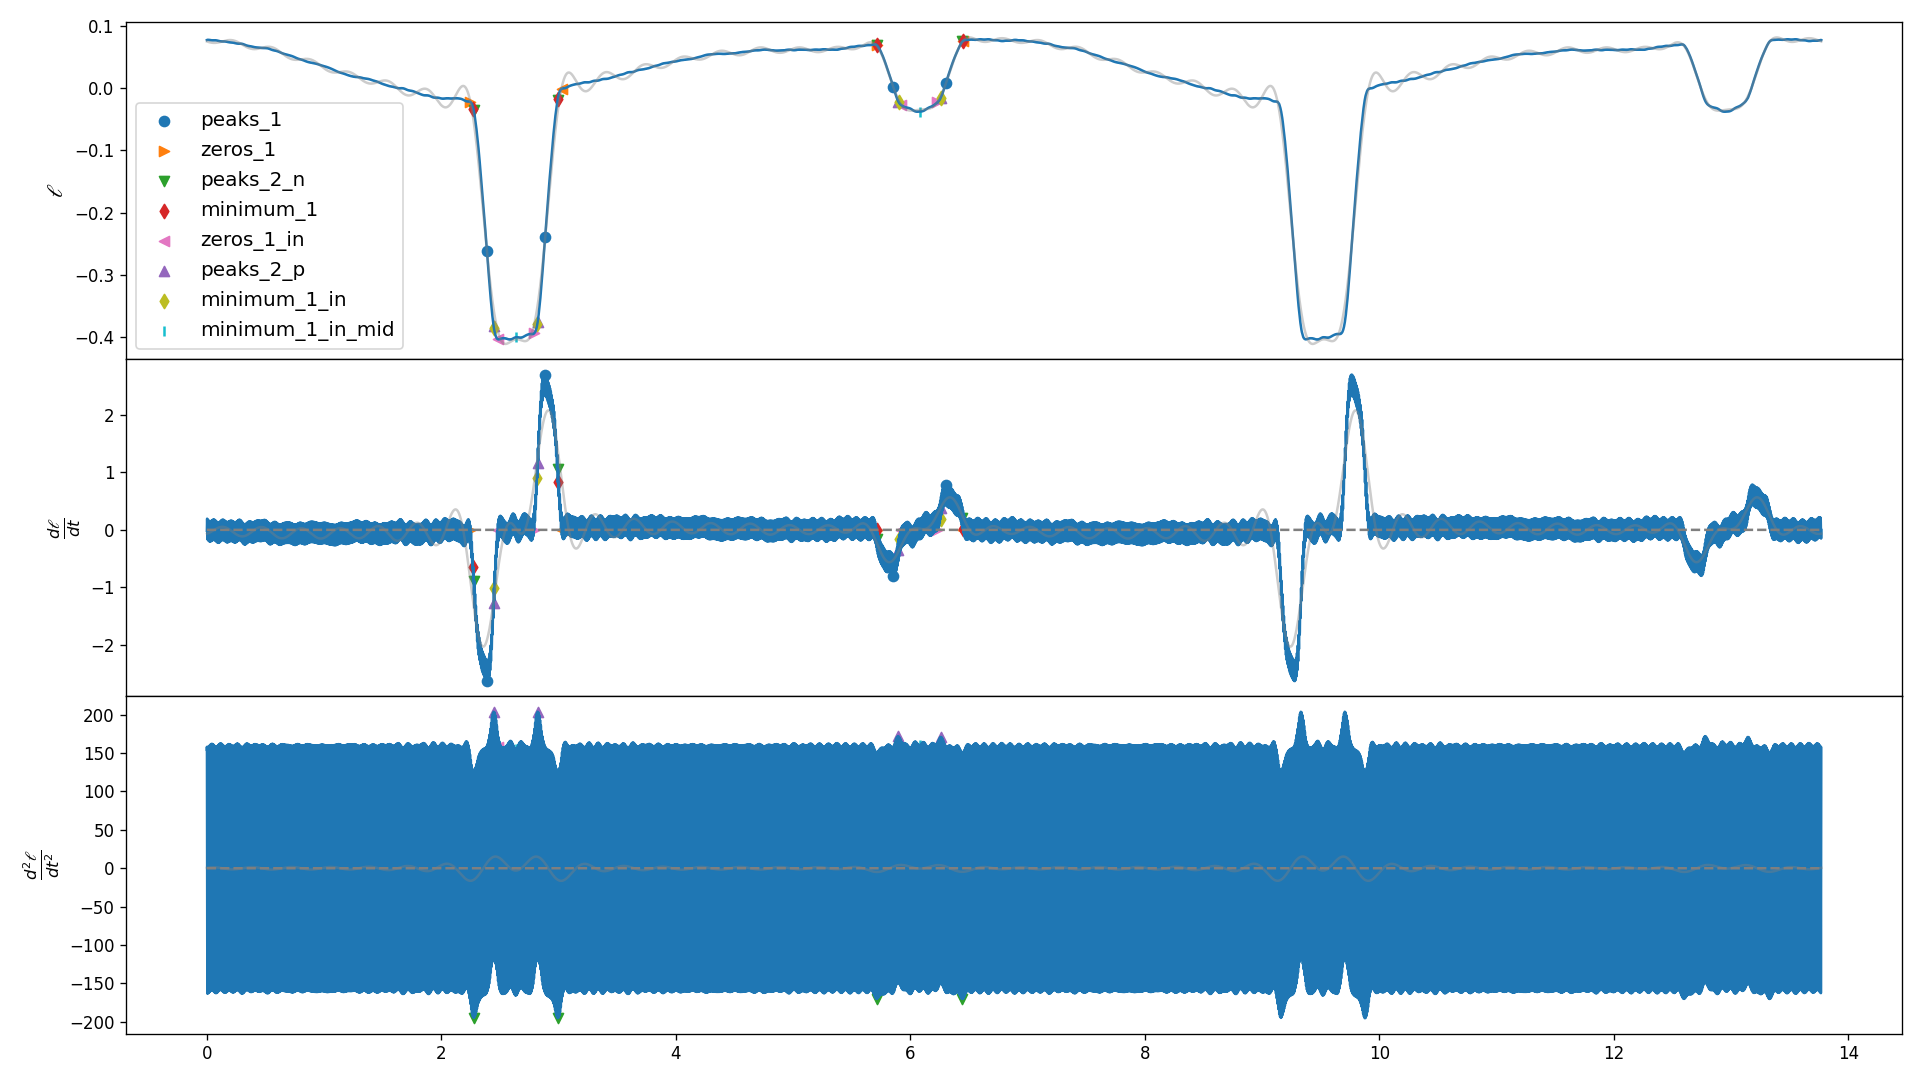 0.1
0.0
−0.1
−0.2
−0.3
−0.4
ℓ
peaks_1
zeros_1
peaks_2_n
minimum_1
zeros_1_in
peaks_2_p
minimum_1_in
minimum_1_in_mid
2
1
0
−1
−2
dℓ
dt
200
150
100
50
0
−50
−100
−150
−200
d²ℓ
dt²
0 2 4 6 8 10 12 14